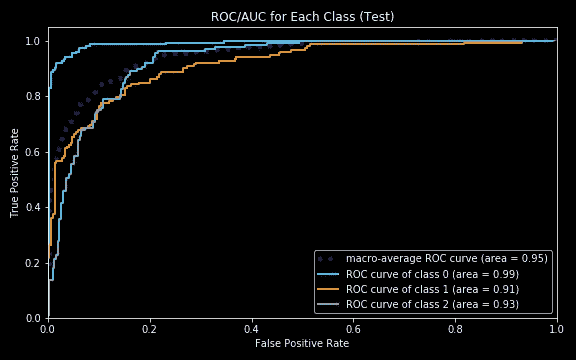 ROC/AUC for Each Class (Test)
1.0
0.8
0.6
0.4
0.2
0.0
True Positive Rate
macro-average ROC curve (area = 0.95)
ROC curve of class 0 (area = 0.99)
ROC curve of class 1 (area = 0.91)
ROC curve of class 2 (area = 0.93)
0.0 0.2 0.4 0.6 0.8 1.0
False Positive Rate